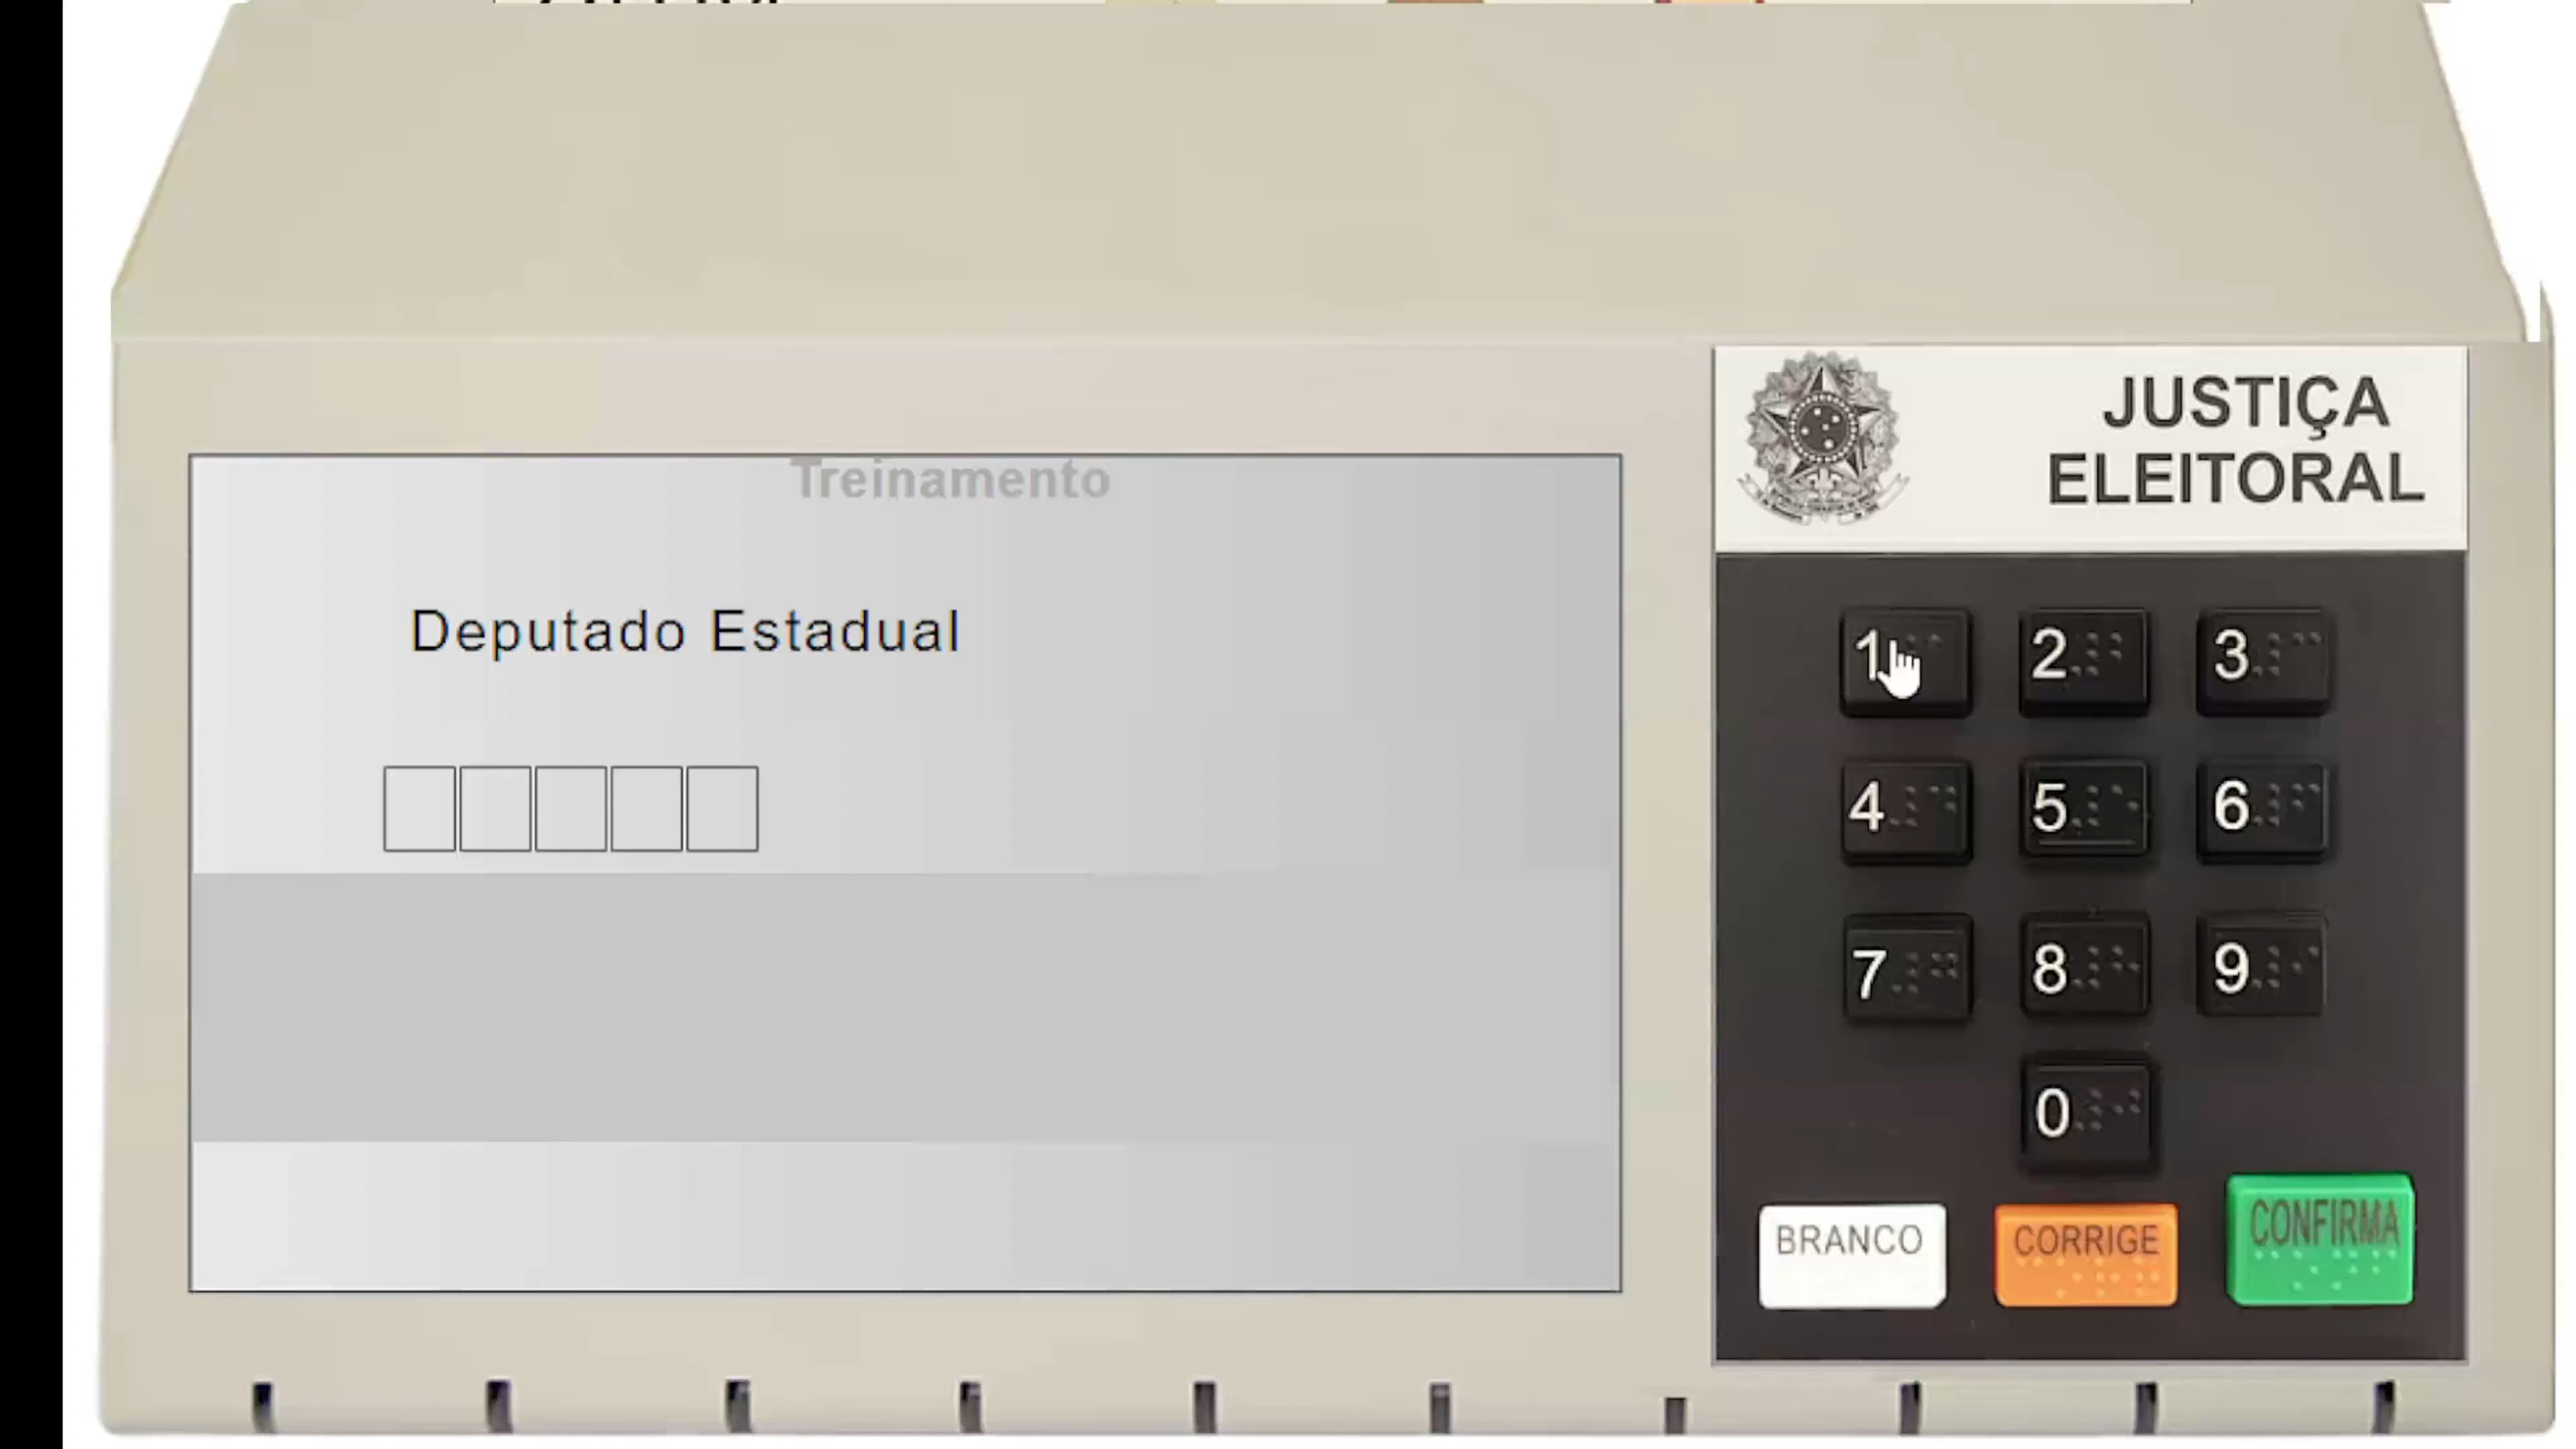 Treinamento
Deputado Estadual
JUSTIÇA
ELEITORAL
1 2 3
4 5 6
7 8 9
0
BRANCO CORRIGE CONFIRMA